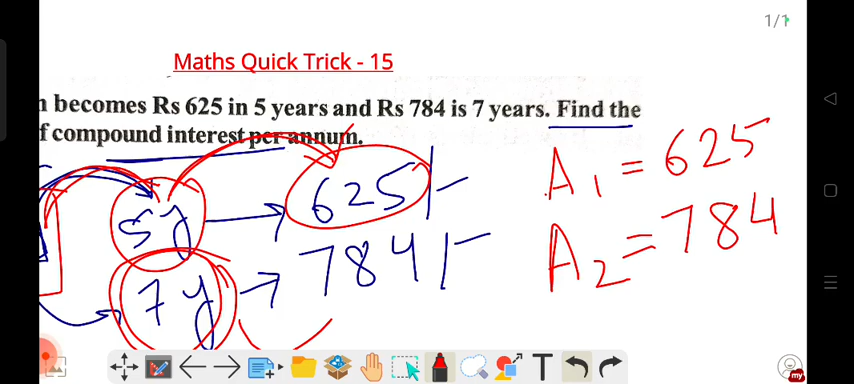 1/1
Maths Quick Trick - 15
n becomes Rs 625 in 5 years and Rs 784 is 7 years. Find the
f compound interest per annum.
5y → 625/-
7y → 784/-
A1 = 625
A2 = 784
T
my